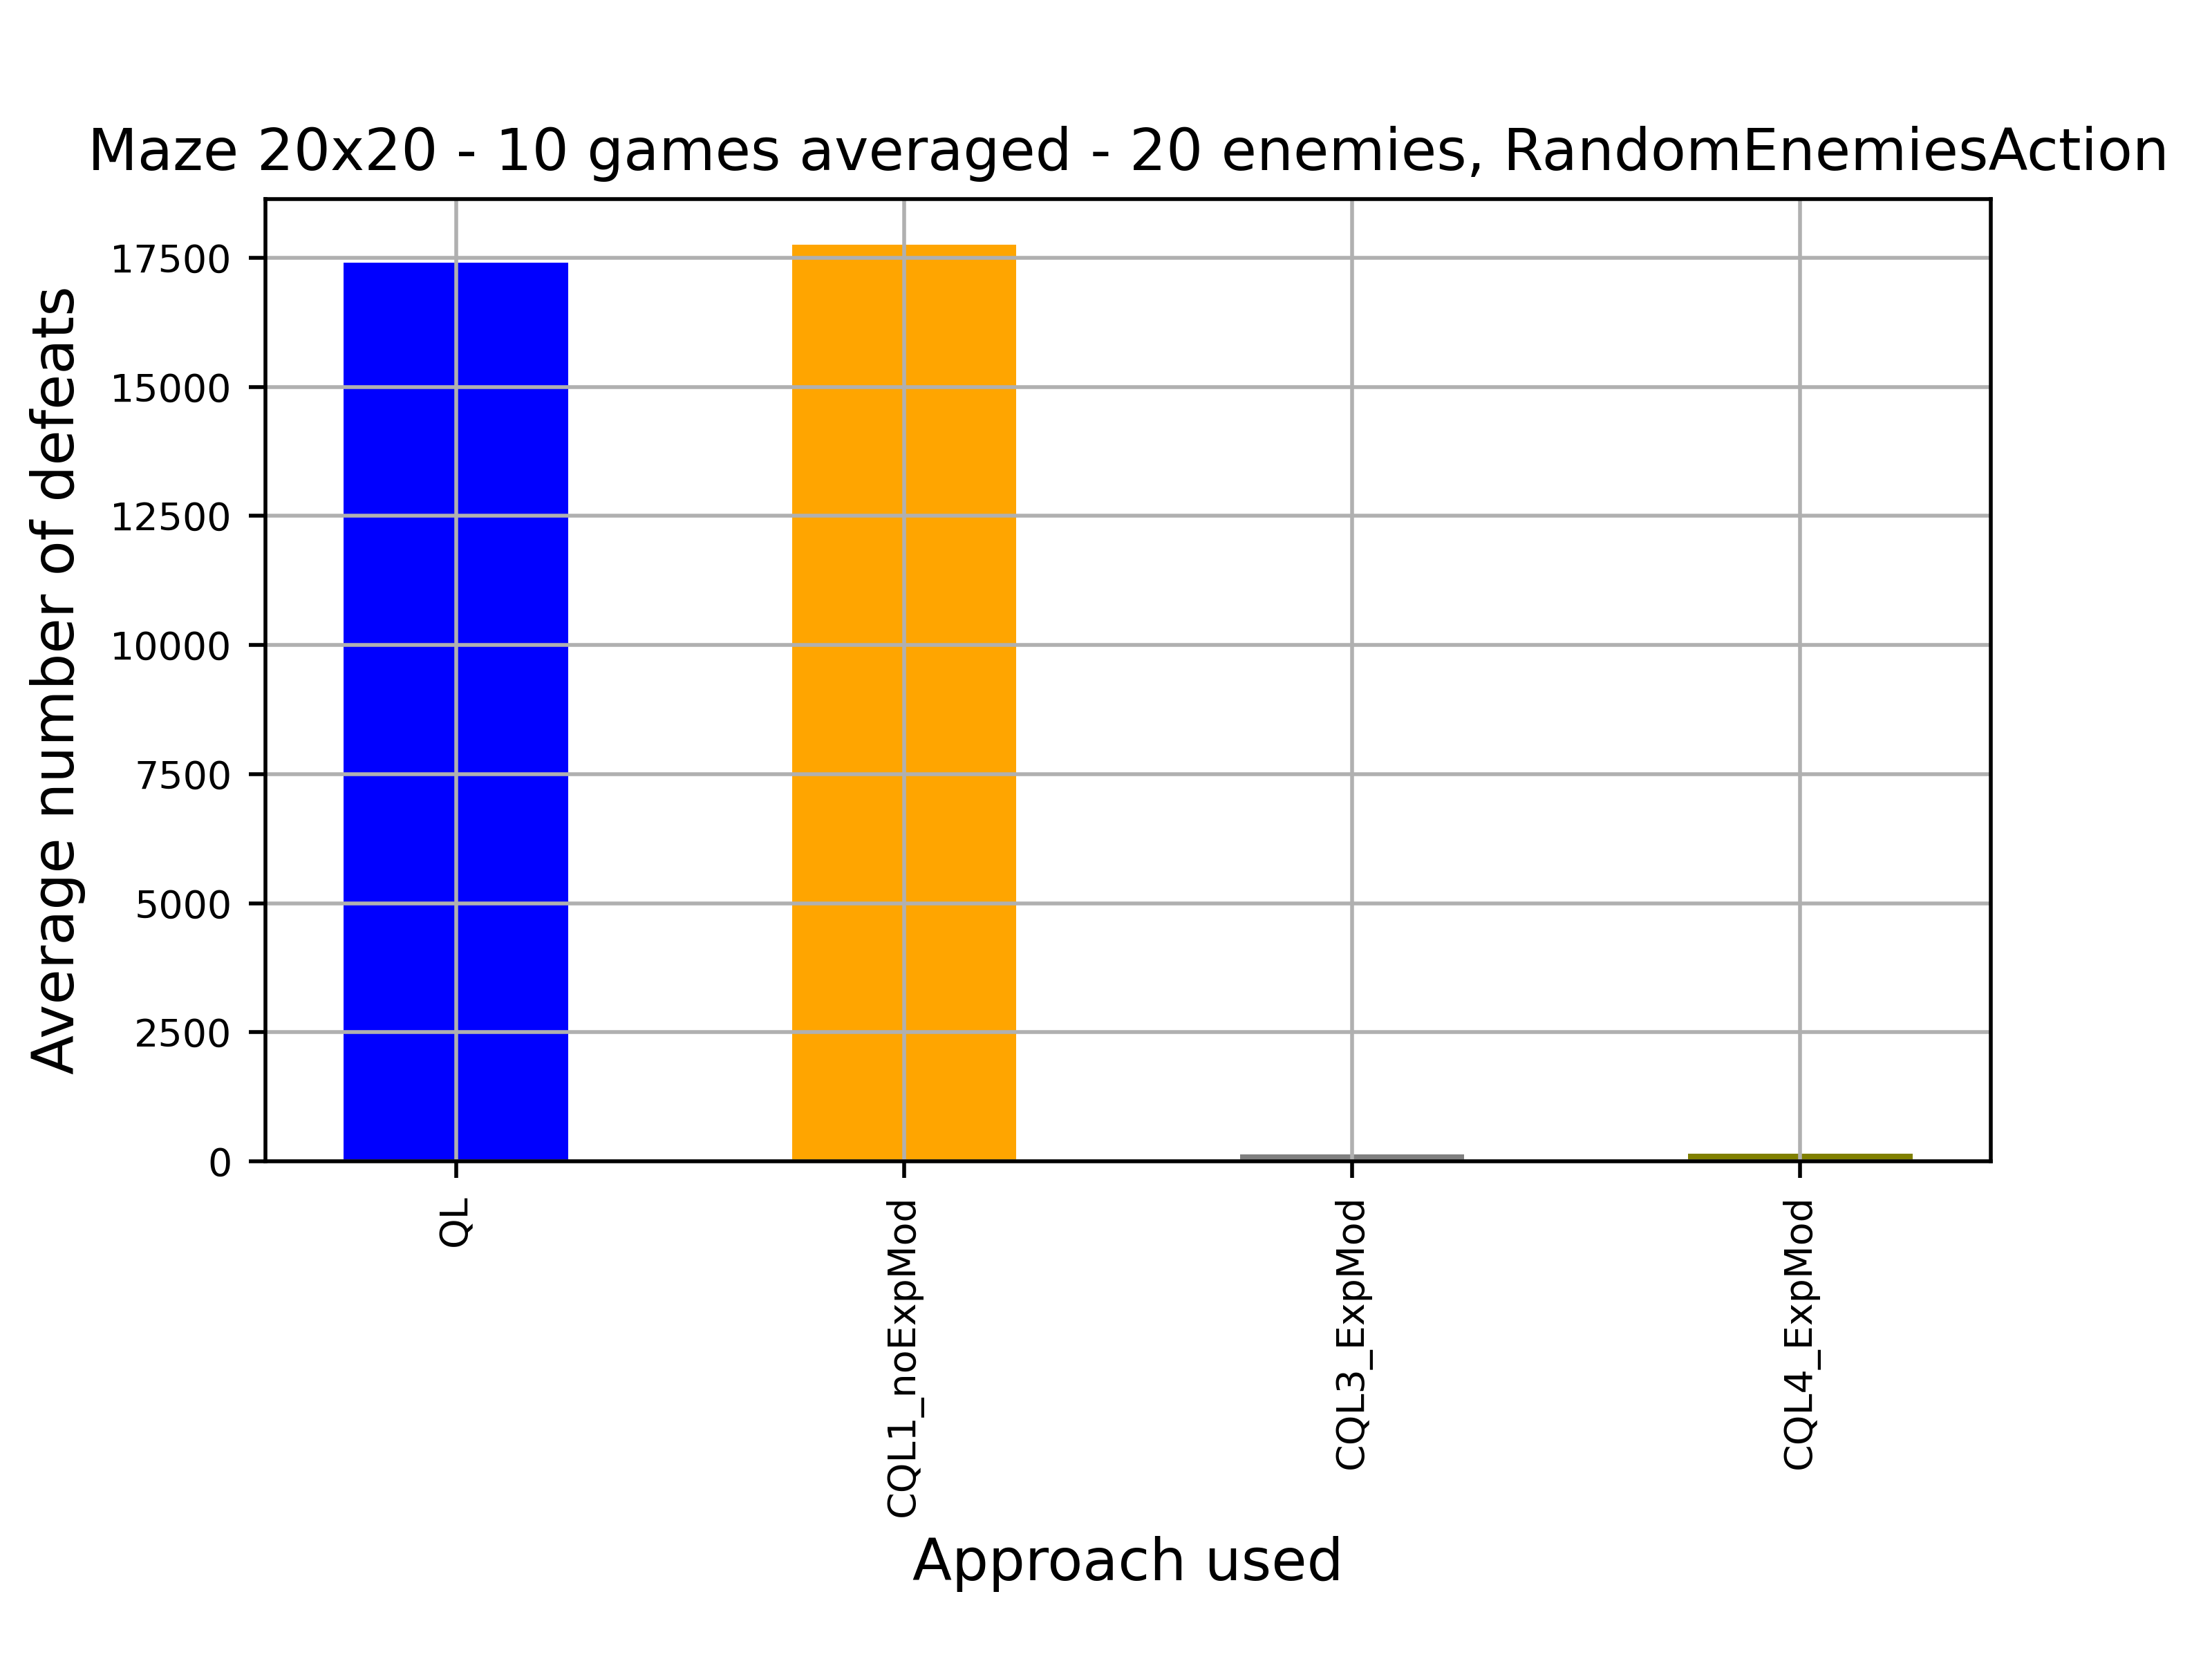 Maze 20x20 - 10 games averaged - 20 enemies, RandomEnemiesAction
Average number of defeats
17500
15000
12500
10000
7500
5000
2500
0
QL
CQL1_noExpMod
CQL3_ExpMod
CQL4_ExpMod
Approach used